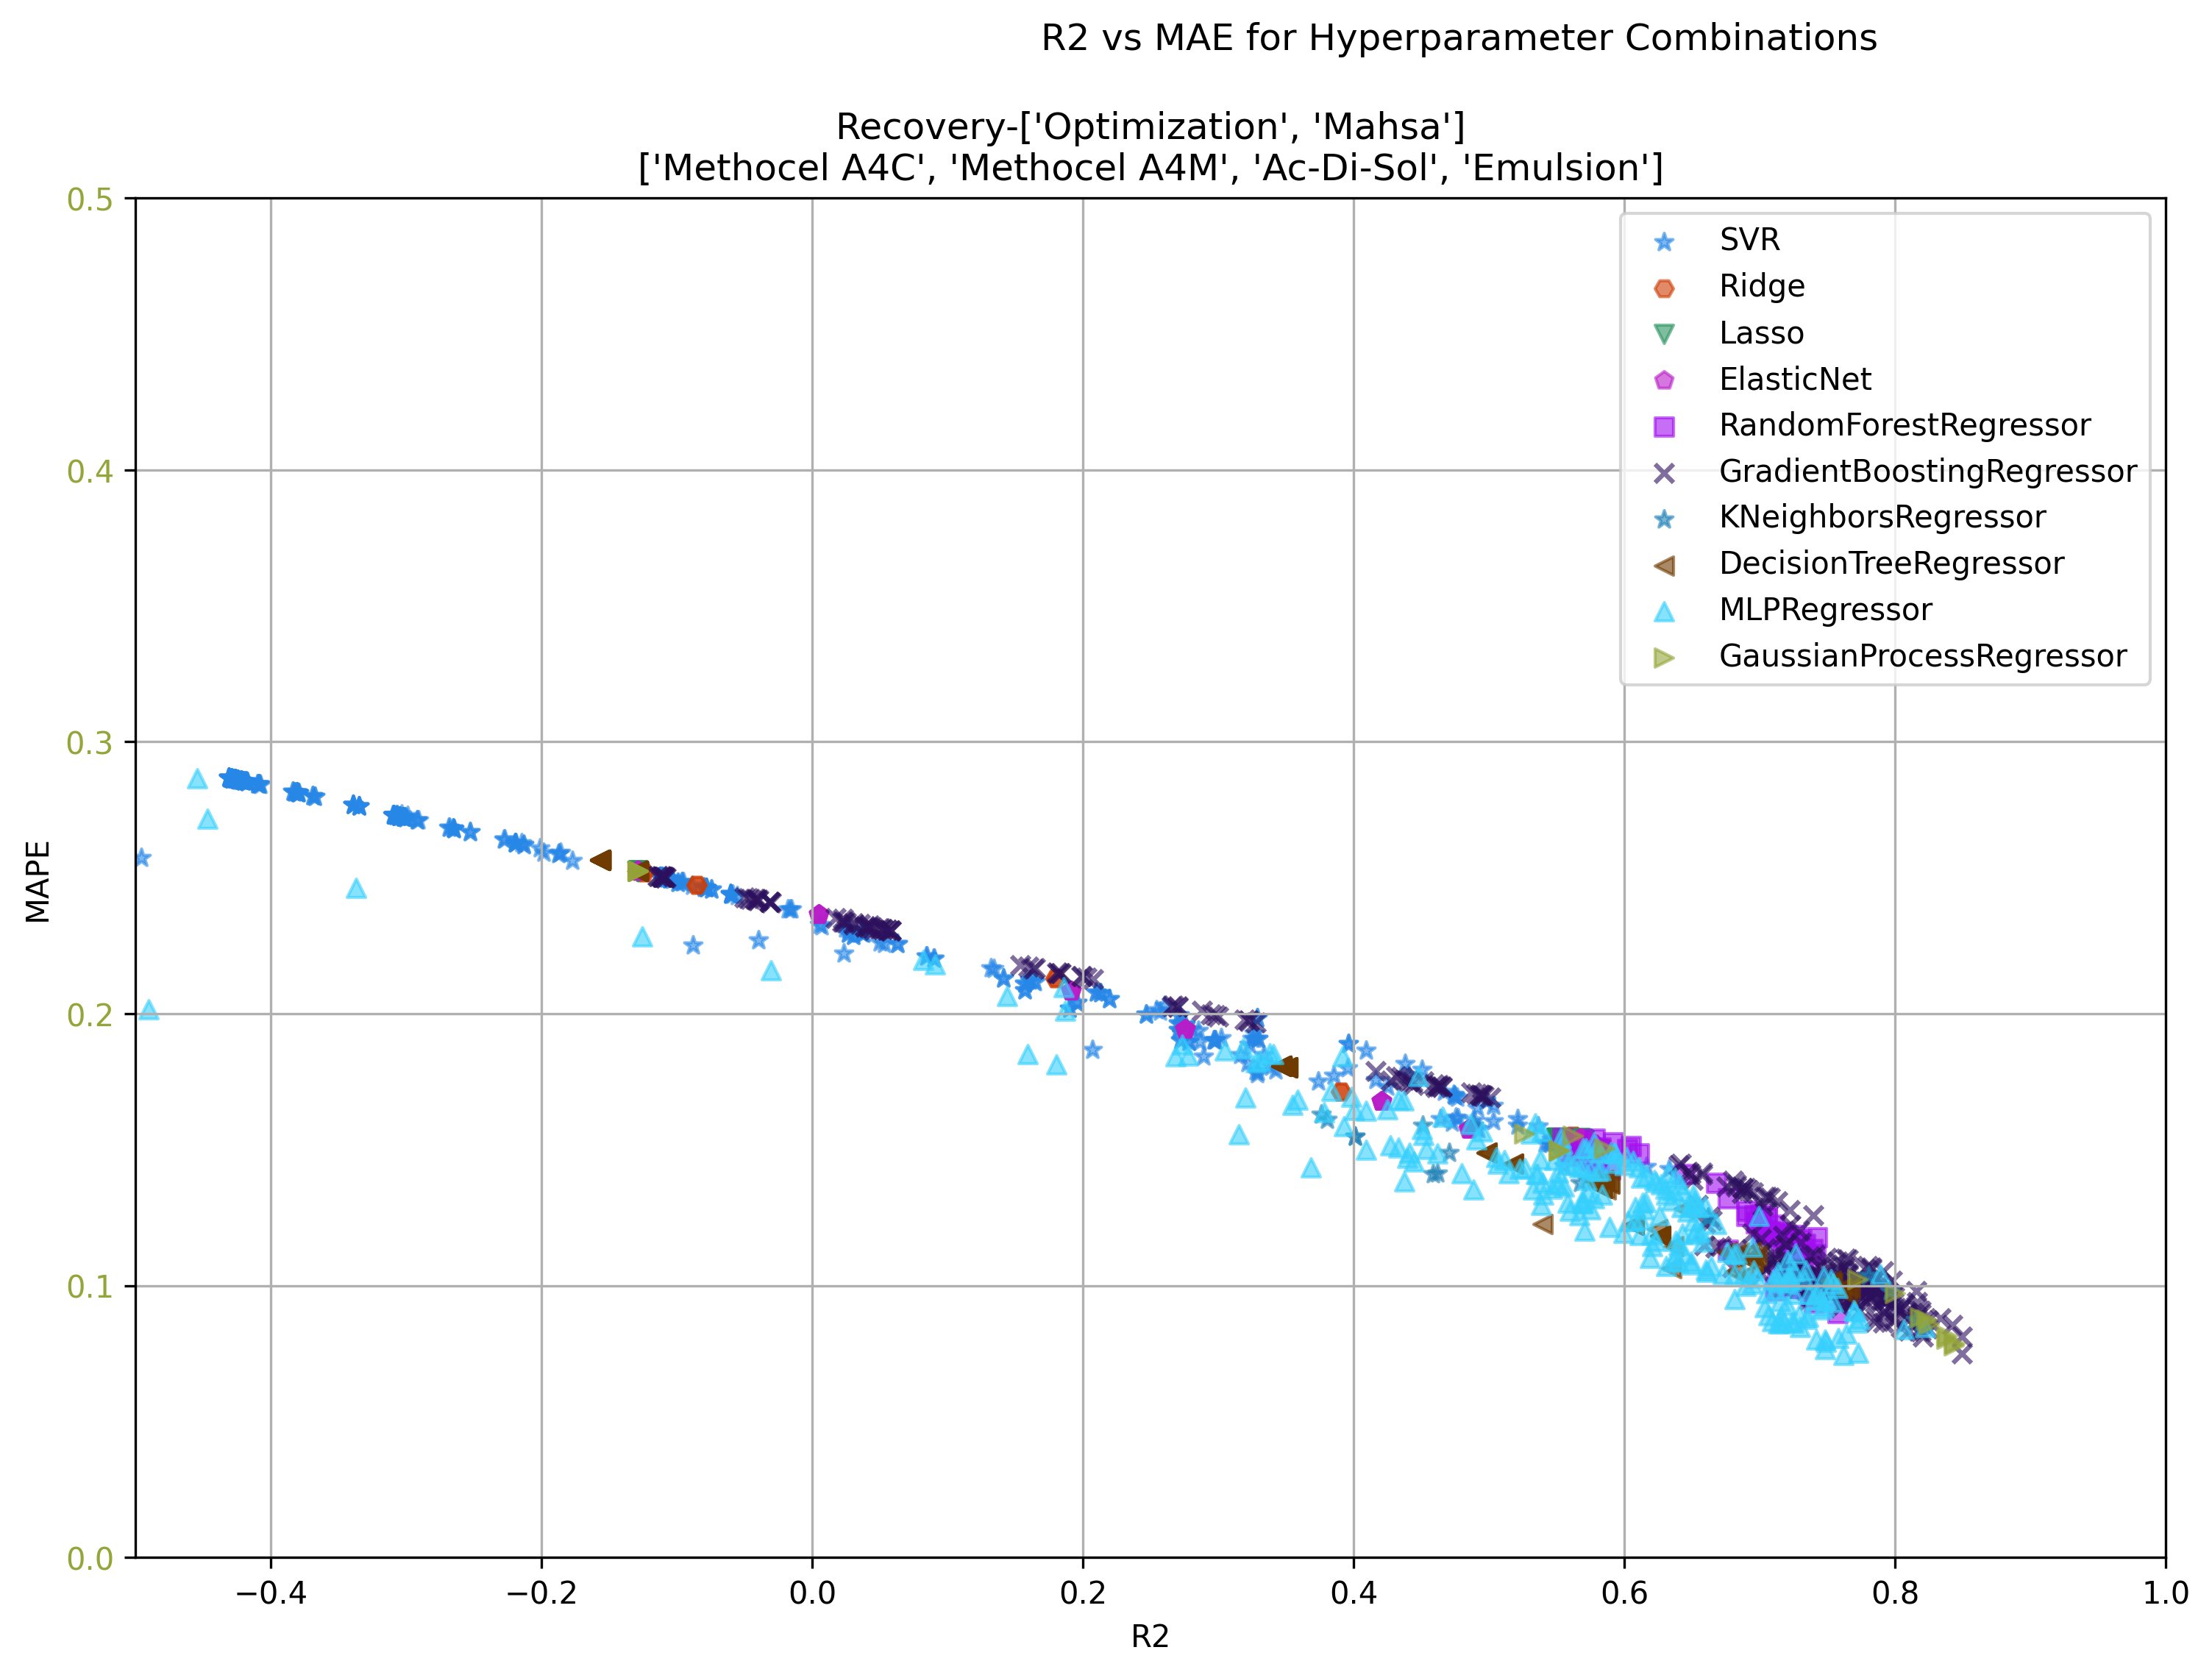 R2 vs MAE for Hyperparameter Combinations
Recovery-['Optimization', 'Mahsa']
['Methocel A4C', 'Methocel A4M', 'Ac-Di-Sol', 'Emulsion']
0.5
0.4
0.3
0.2
0.1
0.0
MAPE
SVR
Ridge
Lasso
ElasticNet
RandomForestRegressor
GradientBoostingRegressor
KNeighborsRegressor
DecisionTreeRegressor
MLPRegressor
GaussianProcessRegressor
−0.4 −0.2 0.0 0.2 0.4 0.6 0.8 1.0
R2